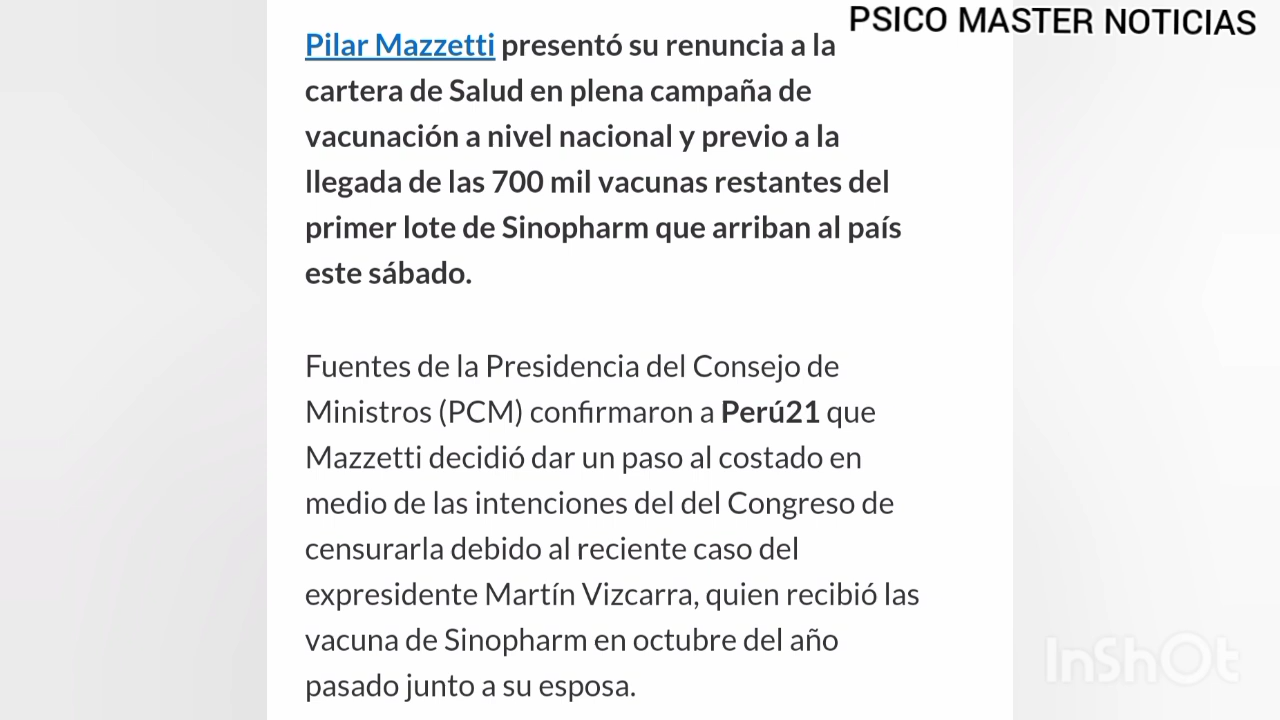 PSICO MASTER NOTICIAS
Pilar Mazzetti presentó su renuncia a la
cartera de Salud en plena campaña de
vacunación a nivel nacional y previo a la
llegada de las 700 mil vacunas restantes del
primer lote de Sinopharm que arriban al país
este sábado.
Fuentes de la Presidencia del Consejo de
Ministros (PCM) confirmaron a Perú21 que
Mazzetti decidió dar un paso al costado en
medio de las intenciones del del Congreso de
censurarla debido al reciente caso del
expresidente Martín Vizcarra, quien recibió las
vacuna de Sinopharm en octubre del año
pasado junto a su esposa.
InShOt